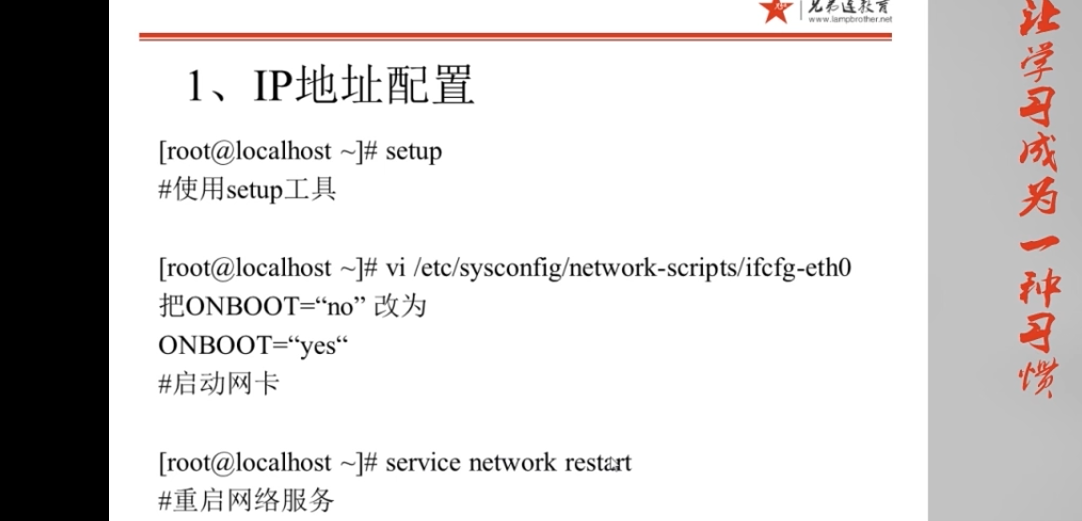 兄弟连教育
www.lampbrother.net
1、IP地址配置
[root@localhost ~]# setup
#使用setup工具
[root@localhost ~]# vi /etc/sysconfig/network-scripts/ifcfg-eth0
把ONBOOT=“no” 改为
ONBOOT=“yes“
#启动网卡
[root@localhost ~]# service network restart
#重启网络服务
让学习成为一种习惯